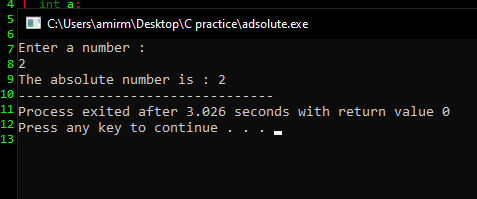 4 int a:
5
6 C:\Users\amirm\Desktop\C practice\adsolute.exe
7 Enter a number :
8 2
9 The absolute number is : 2
10 --------------------------------
11 Process exited after 3.026 seconds with return value 0
12 Press any key to continue . . .
13